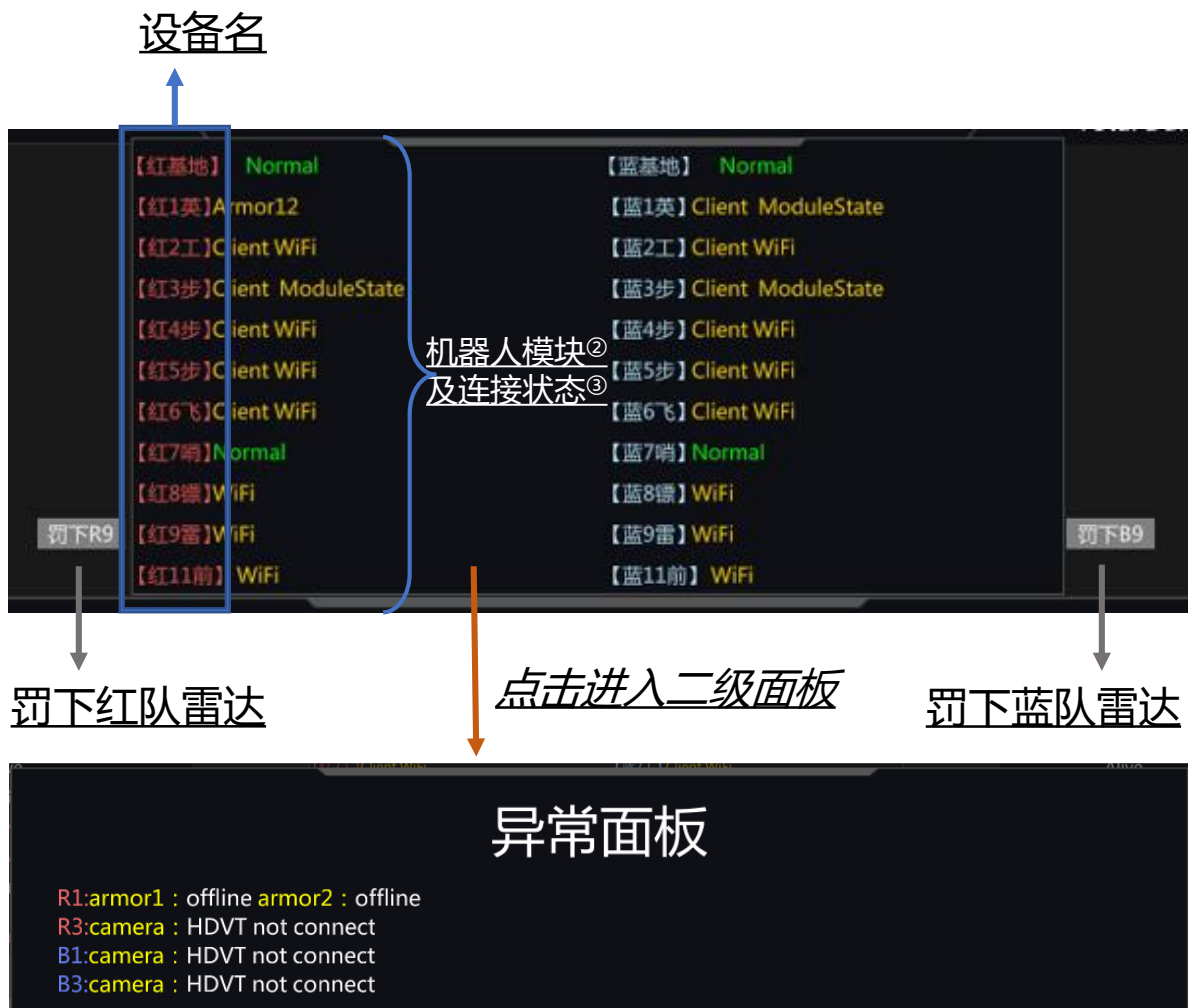 设备名
【红基地】 Normal 【蓝基地】 Normal
【红1英】Armor12 【蓝1英】Client ModuleState
【红2工】Client WiFi 【蓝2工】Client WiFi
【红3步】Client ModuleState 【蓝3步】Client ModuleState
【红4步】Client WiFi 【蓝4步】Client WiFi
机器人模块②
及连接状态③
【红5步】Client WiFi 【蓝5步】Client WiFi
【红6飞】Client WiFi 【蓝6飞】Client WiFi
【红7哨】Normal 【蓝7哨】Normal
【红8镖】WiFi 【蓝8镖】WiFi
罚下R9 【红9雷】WiFi 【蓝9雷】WiFi 罚下B9
【红11前】 WiFi 【蓝11前】 WiFi
点击进入二级面板
罚下红队雷达 罚下蓝队雷达
异常面板
R1:armor1：offline armor2：offline
R3:camera：HDVT not connect
B1:camera：HDVT not connect
B3:camera：HDVT not connect